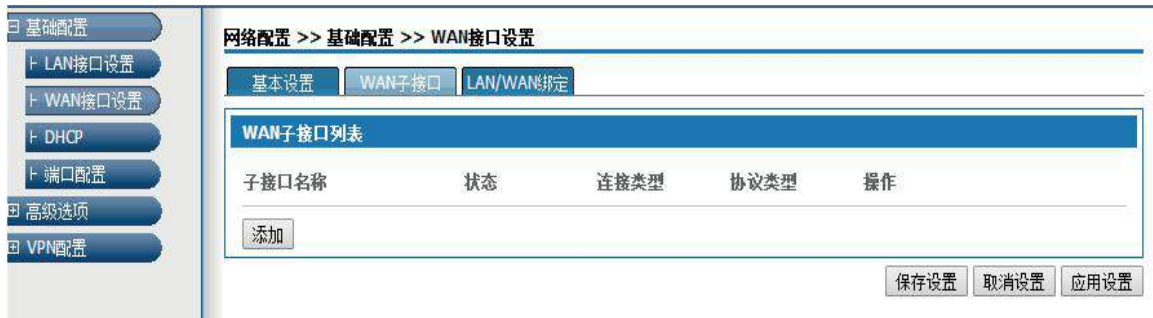 基础配置
LAN接口设置
WAN接口设置
DHCP
端口配置
高级选项
VPN配置
网络配置 >> 基础配置 >> WAN接口设置
基本设置 WAN子接口 LAN/WAN绑定
WAN子接口列表
子接口名称 状态 连接类型 协议类型 操作
添加
保存设置 取消设置 应用设置